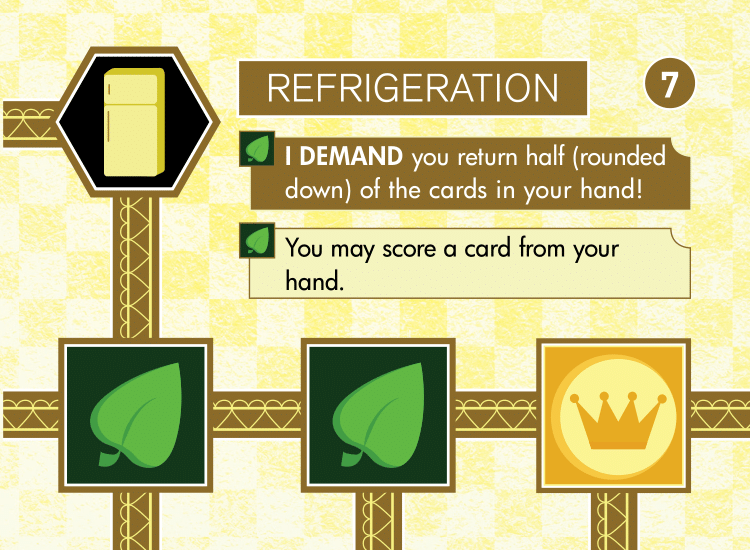 REFRIGERATION
7
I DEMAND you return half (rounded
down) of the cards in your hand!
You may score a card from your
hand.